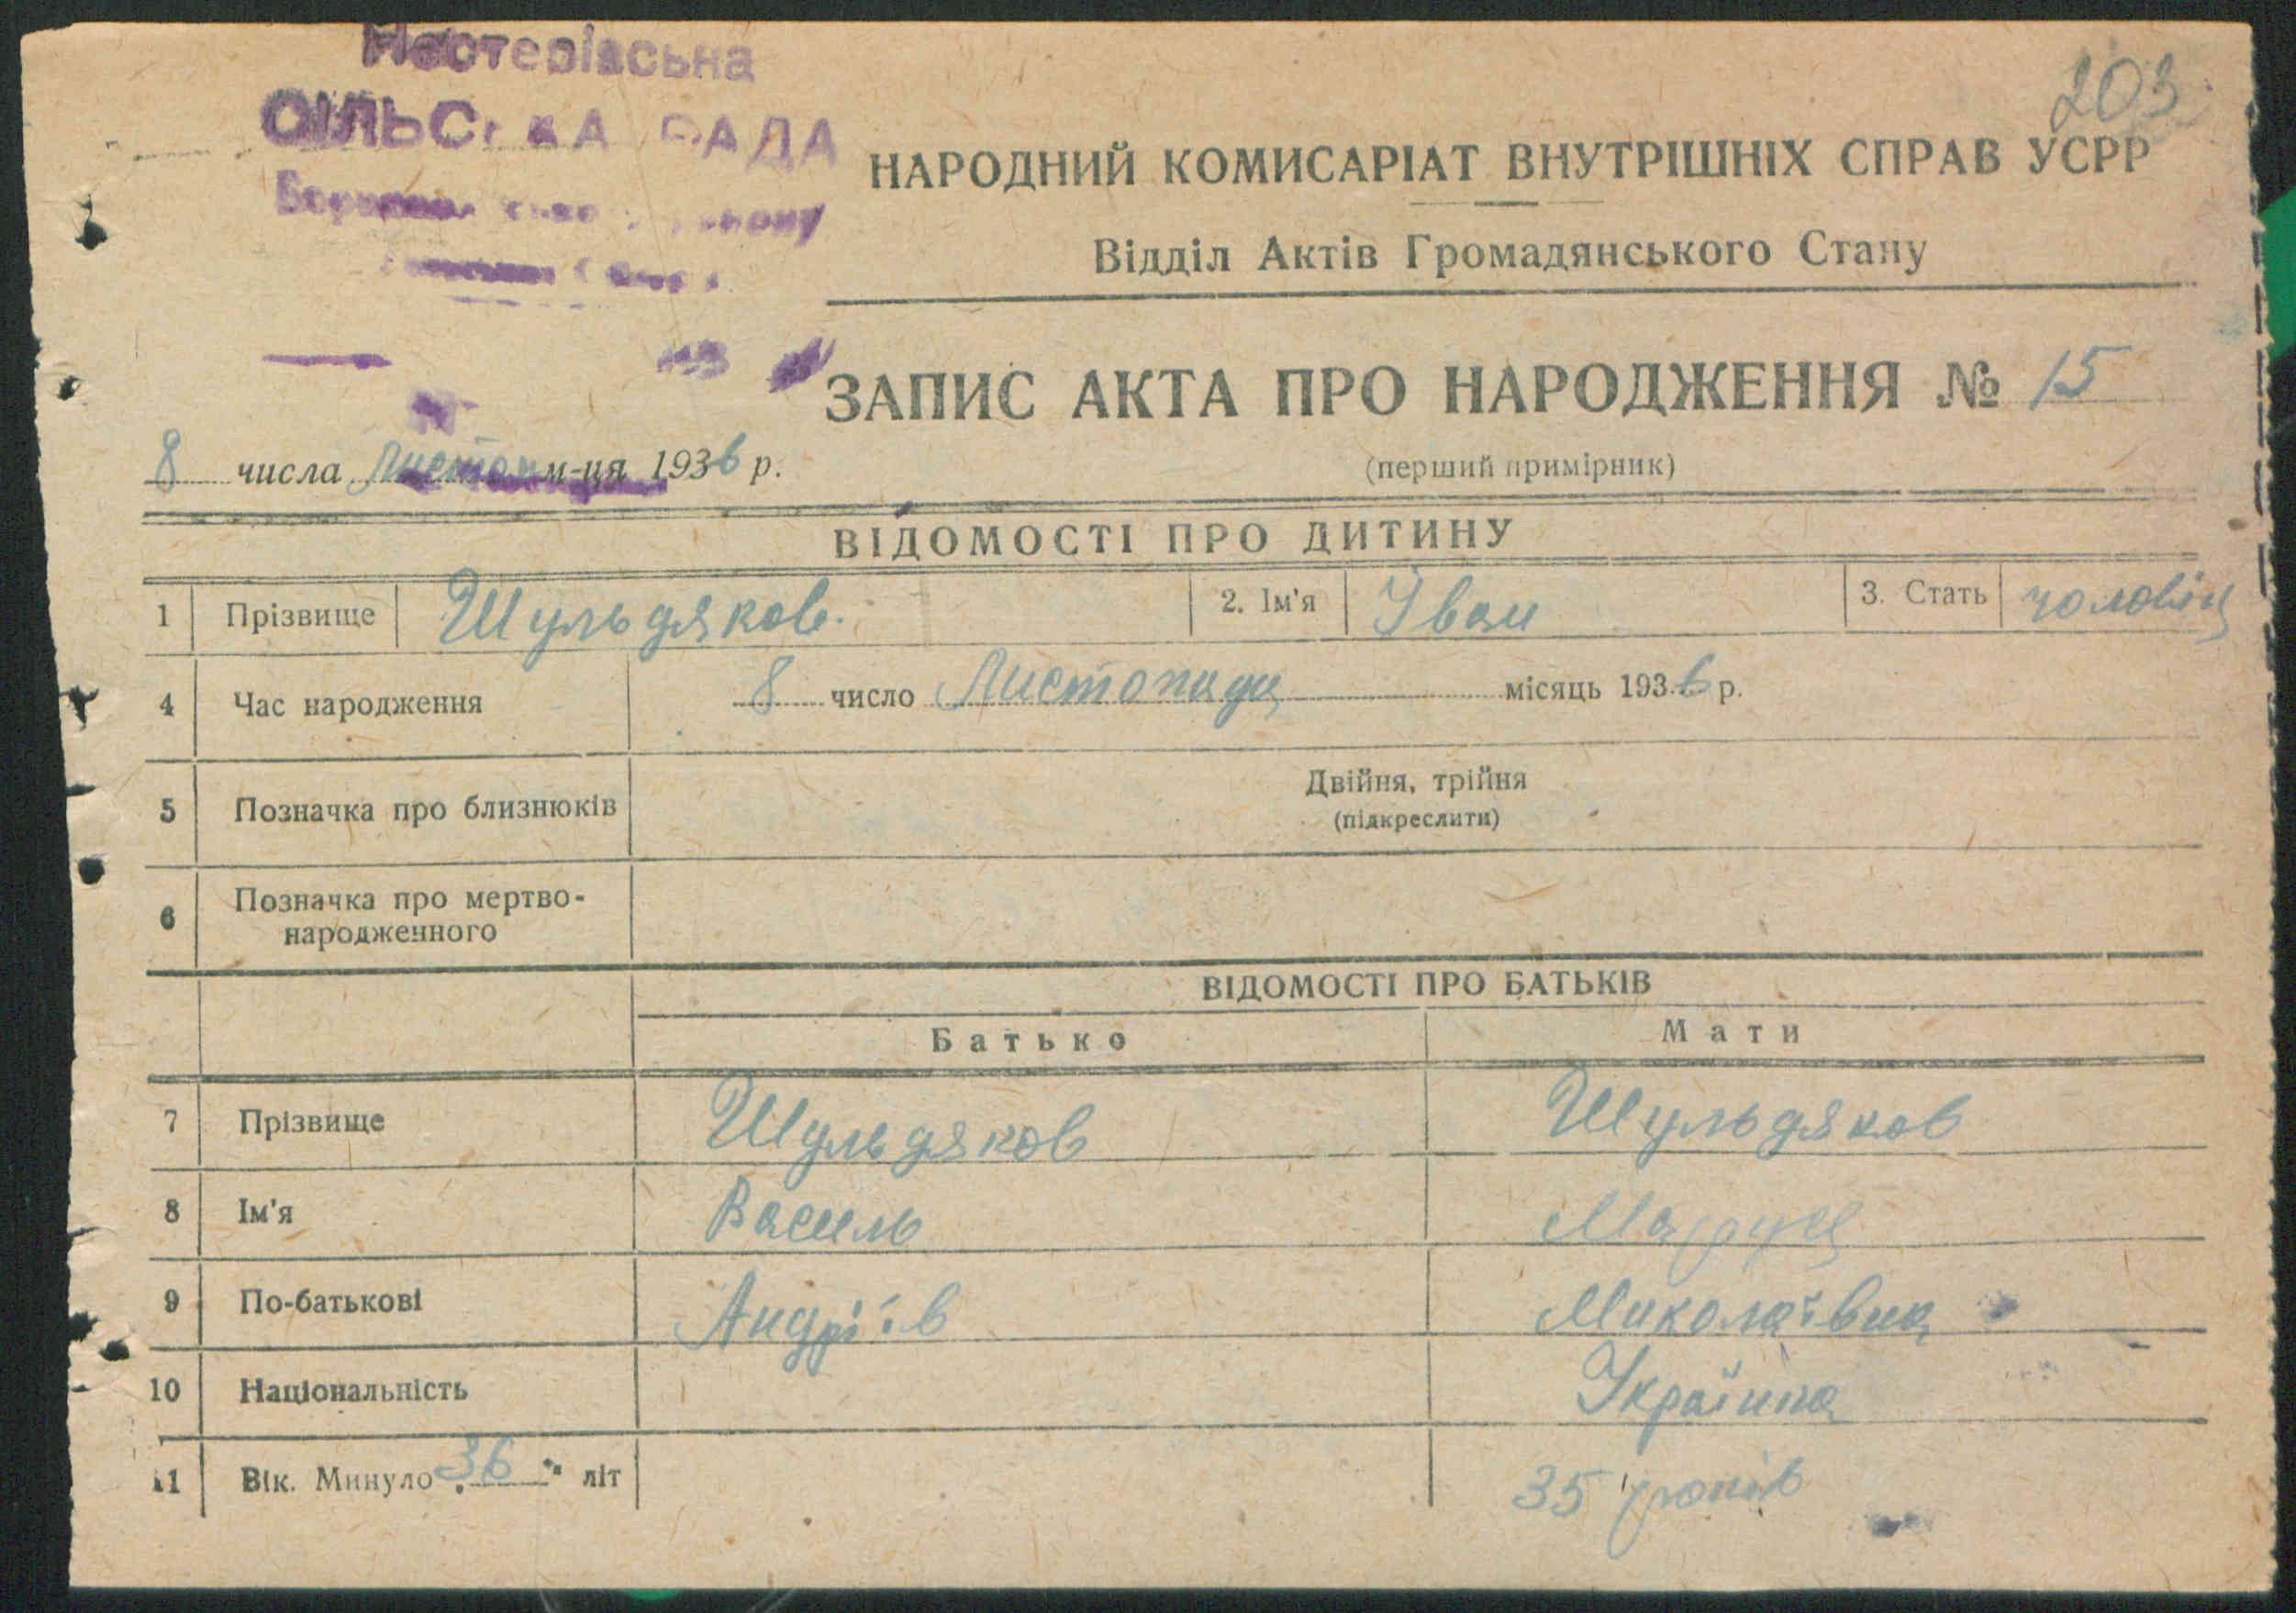 Нестеріаська
СІЛЬСЬКА РАДА
203
НАРОДНИЙ КОМИСАРІАТ ВНУТРІШНІХ СПРАВ УСРР
Відділ Актів Громадянського Стану
ЗАПИС АКТА ПРО НАРОДЖЕННЯ № 15
8 числа Листоп м-ця 1936 р.
(перший примірник)
ВІДОМОСТІ ПРО ДИТИНУ
1 Прізвище Шульдяков. 2. Ім'я Іван 3. Стать чоловіч
4 Час народження 8 число Листопада місяць 1936 р.
Двійня, трійня
5 Позначка про близнюків
(підкреслити)
6 Позначка про мертво-
народженного
ВІДОМОСТІ ПРО БАТЬКІВ
Батько Мати
7 Прізвище Шульдяков Шульдяков
8 Ім'я Василь Маруся
9 По-батькові Андріїв Миколаївна
10 Національність Українка
11 Вік. Минуло 36 літ 35 років